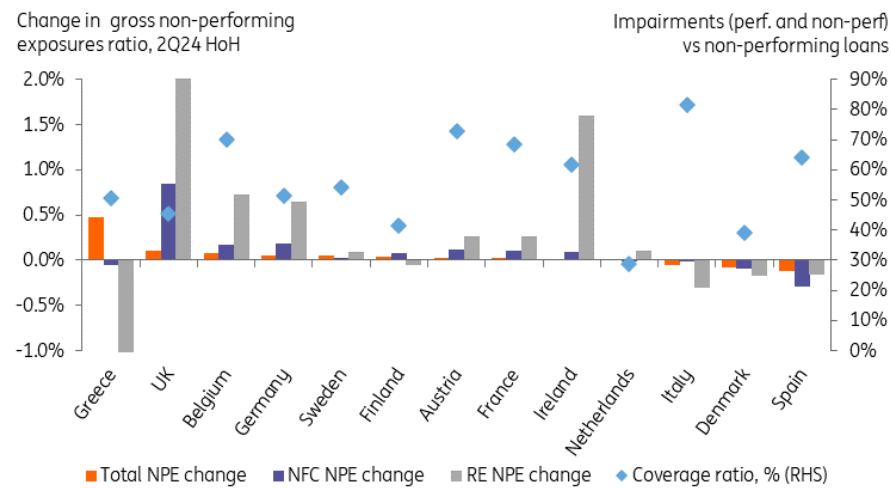 Change in gross non-performing
exposures ratio, 2Q24 HoH
Impairments (perf. and non-perf)
vs non-performing loans
2.0%
1.5%
1.0%
0.5%
0.0%
-0.5%
-1.0%
90%
80%
70%
60%
50%
40%
30%
20%
10%
0%
Greece
UK
Belgium
Germany
Sweden
Finland
Austria
France
Ireland
Netherlands
Italy
Denmark
Spain
Total NPE change
NFC NPE change
RE NPE change
Coverage ratio, % (RHS)